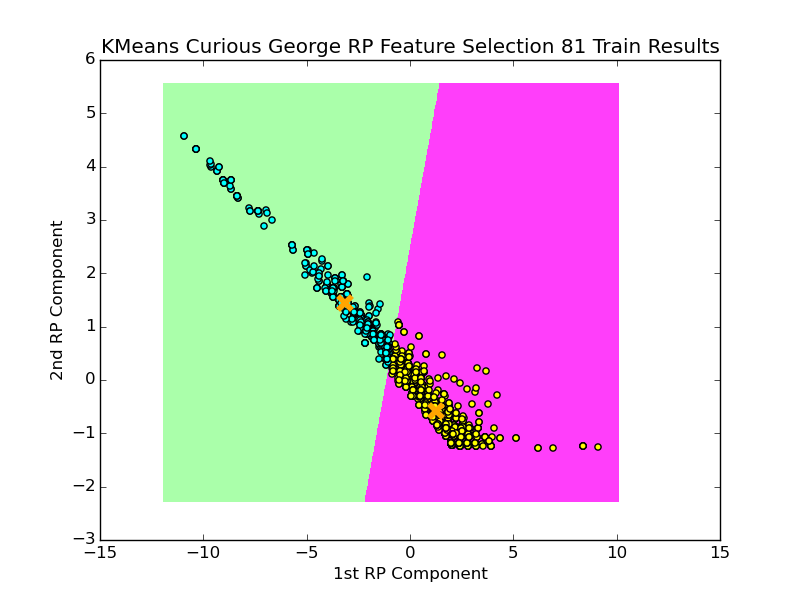 KMeans Curious George RP Feature Selection 81 Train Results
6
5
4
3
2
1
0
−1
−2
−3
2nd RP Component
−15 −10 −5 0 5 10 15
1st RP Component